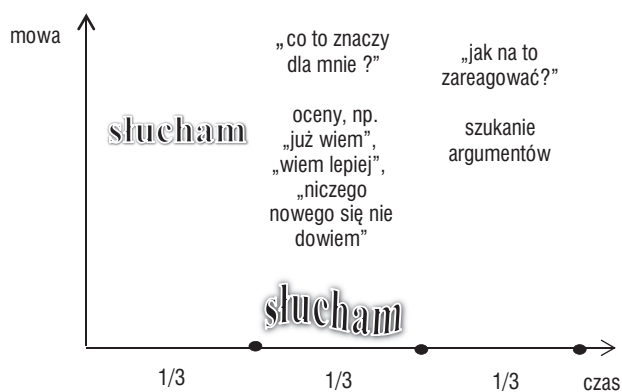 mowa
słucham
„co to znaczy
dla mnie ?”
oceny, np.
„już wiem”,
„wiem lepiej”,
„niczego
nowego się nie
dowiem”
słucham
„jak na to
zareagować?”
szukanie
argumentów
1/3
1/3
1/3
czas